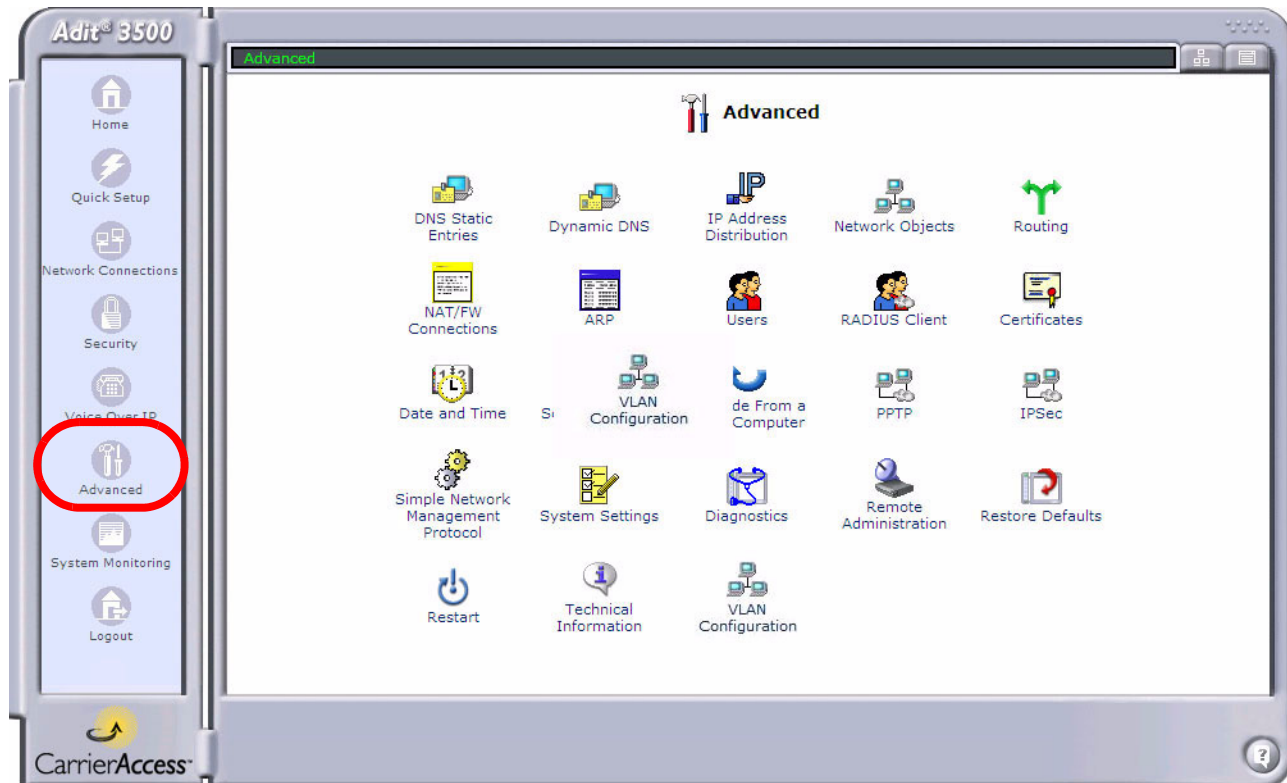 Adit® 3500
Advanced
Home
Quick Setup
Network Connections
Security
Voice Over IP
Advanced
System Monitoring
Logout
CarrierAccess
Advanced
DNS Static
Entries
Dynamic DNS
IP Address
Distribution
Network Objects
Routing
NAT/FW
Connections
ARP
Users
RADIUS Client
Certificates
Date and Time
VLAN
Configuration
de From a
Computer
PPTP
IPSec
Simple Network
Management
Protocol
System Settings
Diagnostics
Remote
Administration
Restore Defaults
Restart
Technical
Information
VLAN
Configuration
?